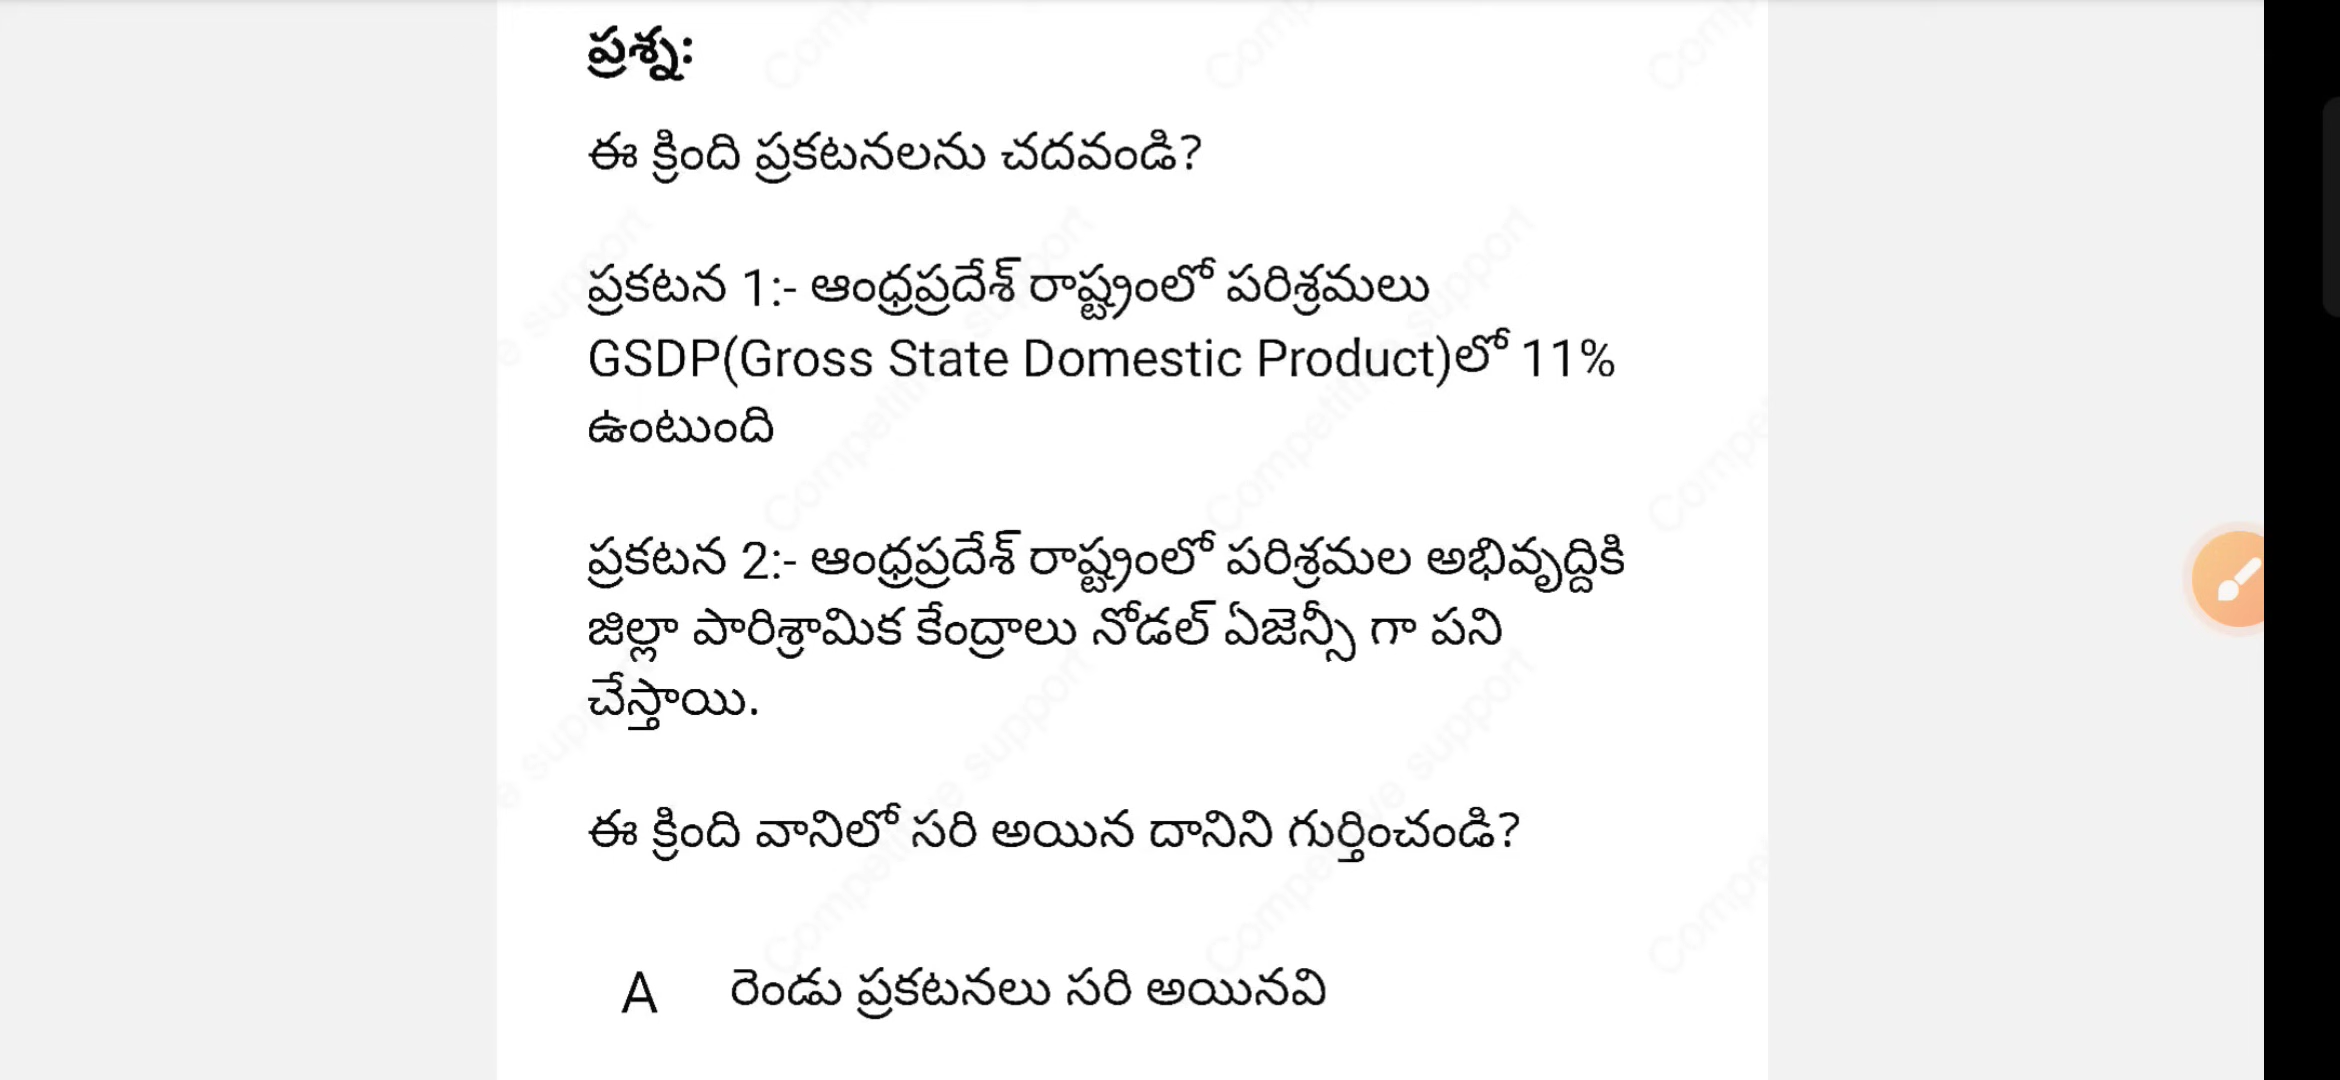 ప్రశ్న:
ఈ క్రింది ప్రకటనలను చదవండి?
ప్రకటన 1:- ఆంధ్రప్రదేశ్ రాష్ట్రంలో పరిశ్రమలు
GSDP(Gross State Domestic Product)లో 11%
ఉంటుంది
ప్రకటన 2:- ఆంధ్రప్రదేశ్ రాష్ట్రంలో పరిశ్రమల అభివృద్దికి
జిల్లా పారిశ్రామిక కేంద్రాలు నోడల్ ఏజెన్సీ గా పని
చేస్తాయి.
ఈ క్రింది వానిలో సరి అయిన దానిని గుర్తించండి?
A రెండు ప్రకటనలు సరి అయినవి